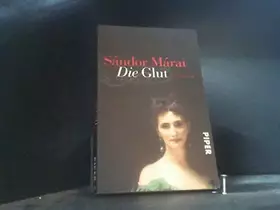 Sándor Márai
Die Glut
PIPER